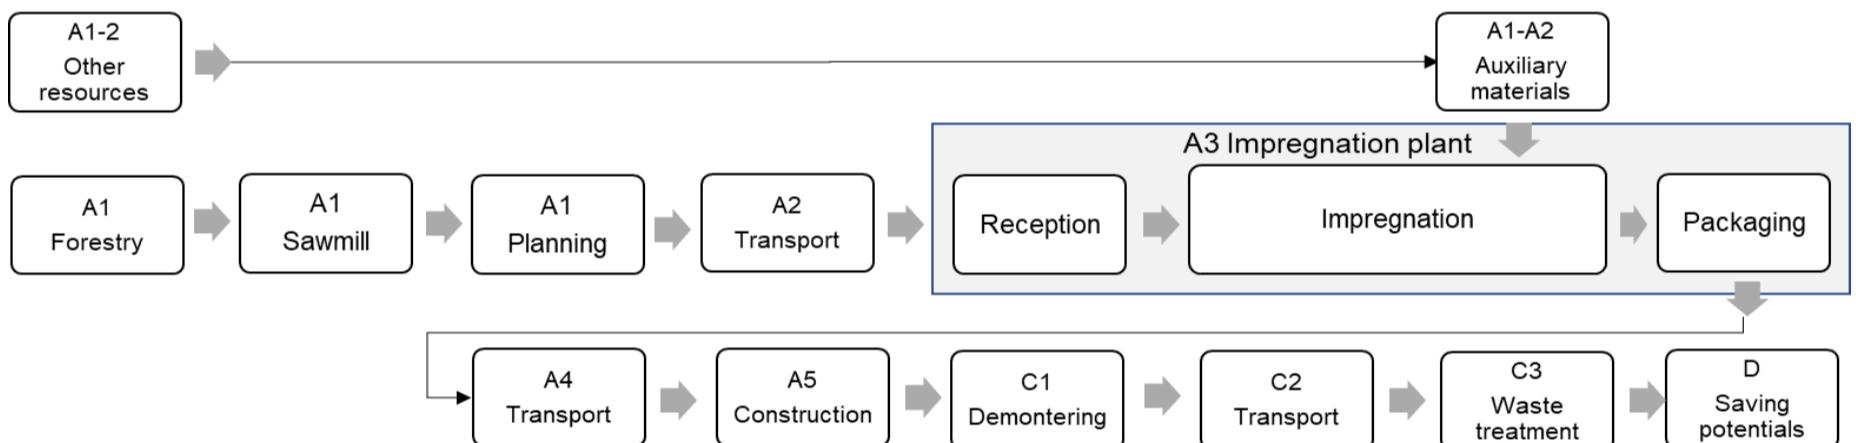 A1-2
Other
resources
A1-A2
Auxiliary
materials
A3 Impregnation plant
A1
Forestry
A1
Sawmill
A1
Planning
A2
Transport
Reception
Impregnation
Packaging
A4
Transport
A5
Construction
C1
Demontering
C2
Transport
C3
Waste
treatment
D
Saving
potentials